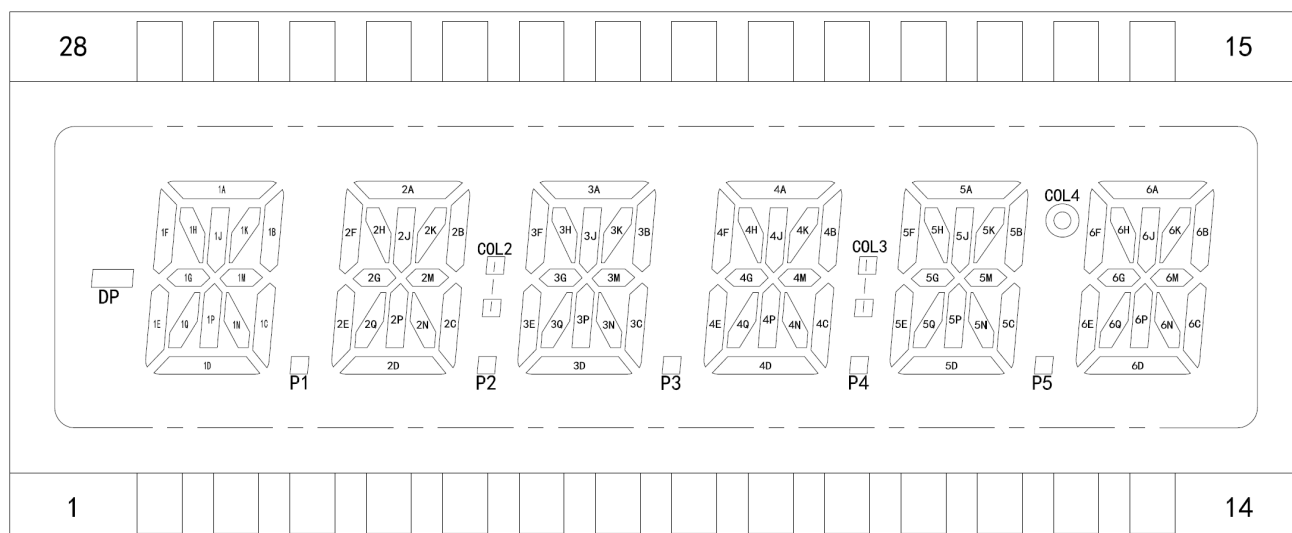 28 15
1A 2A 3A 4A 5A 6A
COL4
1F 1H 1J 1K 1B 2F 2H 2J 2K 2B 3F 3H 3J 3K 3B 4F 4H 4J 4K 4B 5F 5H 5J 5K 5B 6F 6H 6J 6K 6B
COL2 COL3
1G 1M 2G 2M 3G 3M 4G 4M 5G 5M 6G 6M
DP
1E 1Q 1P 1N 1C 2E 2Q 2P 2N 2C 3E 3Q 3P 3N 3C 4E 4Q 4P 4N 4C 5E 5Q 5P 5N 5C 6E 6Q 6P 6N 6C
1D 2D 3D 4D 5D 6D
P1 P2 P3 P4 P5
1 14